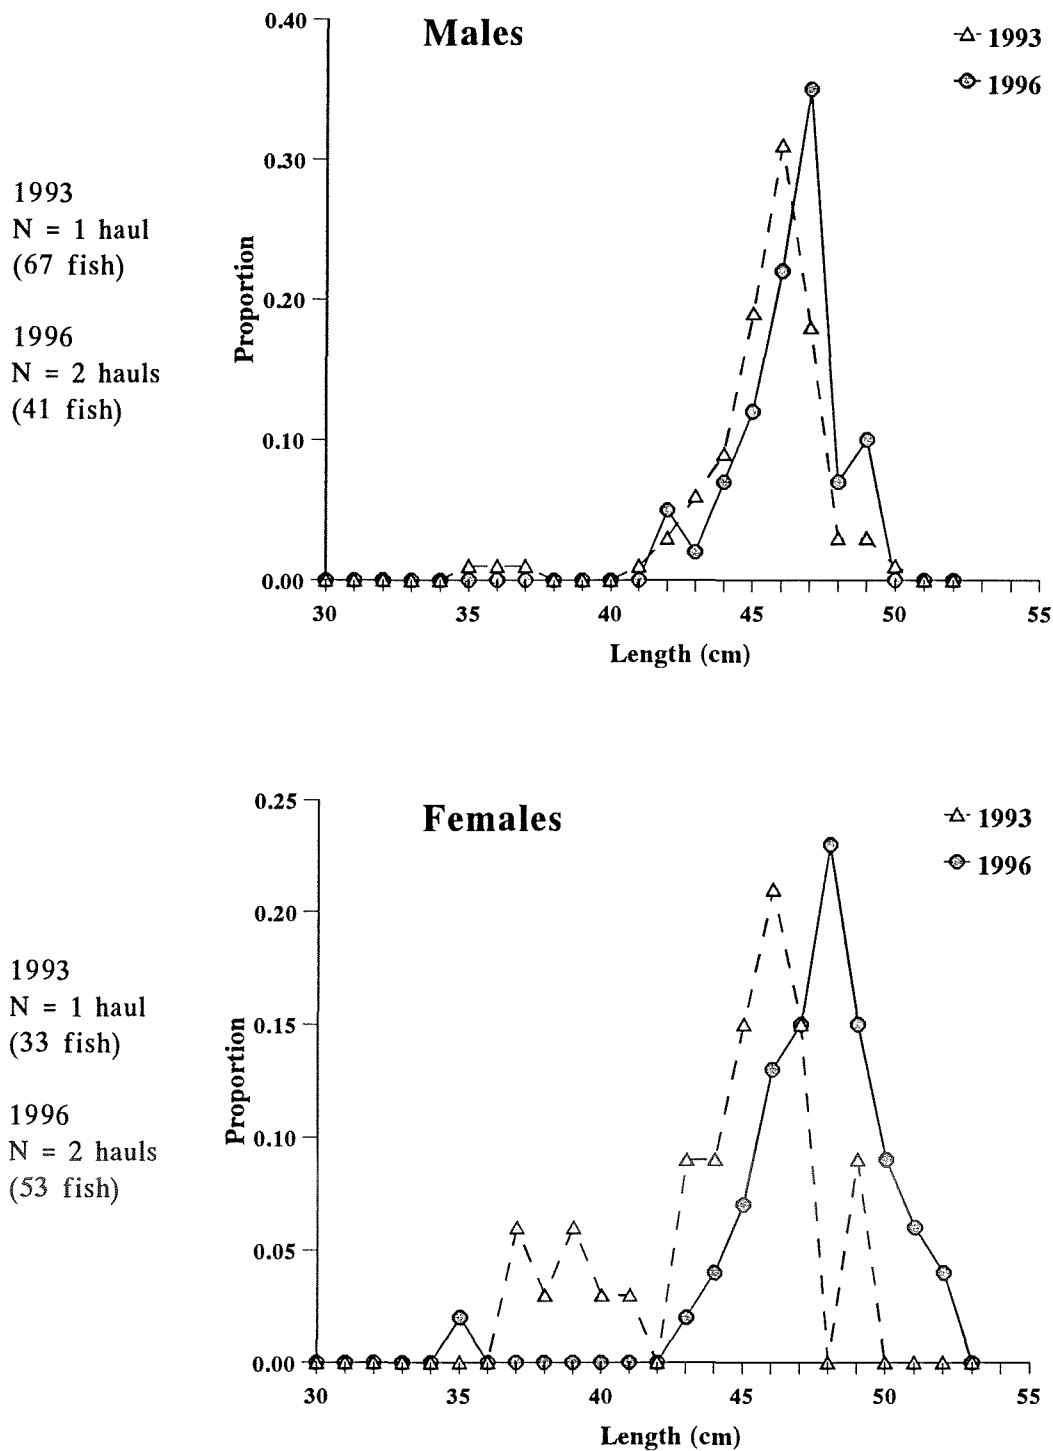 Males
1993
1996
0.40
0.30
0.20
0.10
0.00
Proportion
1993
N = 1 haul
(67 fish)
1996
N = 2 hauls
(41 fish)
30 35 40 45 50 55
Length (cm)
Females
1993
1996
0.25
0.20
0.15
0.10
0.05
0.00
Proportion
1993
N = 1 haul
(33 fish)
1996
N = 2 hauls
(53 fish)
30 35 40 45 50 55
Length (cm)